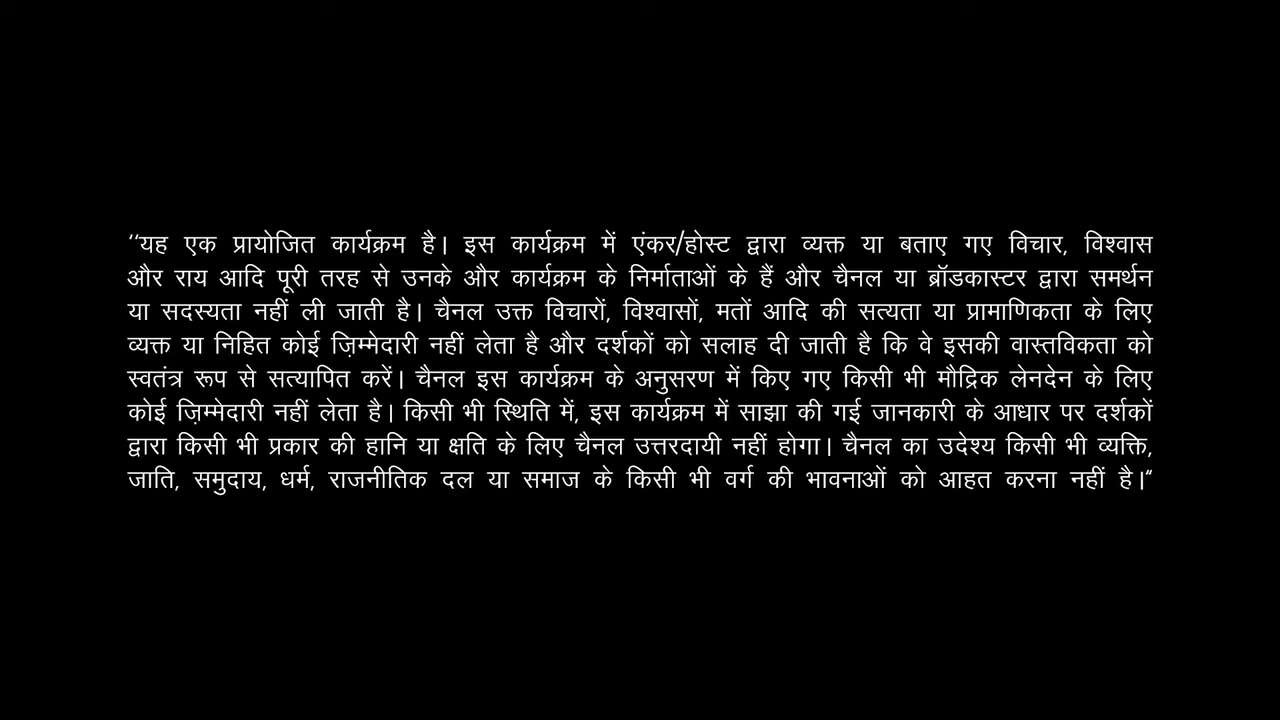 ‘‘यह एक प्रायोजित कार्यक्रम है। इस कार्यक्रम में एंकर/होस्ट द्वारा व्यक्त या बताए गए विचार, विश्वास
और राय आदि पूरी तरह से उनके और कार्यक्रम के निर्माताओं के हैं और चैनल या ब्रॉडकास्टर द्वारा समर्थन
या सदस्यता नहीं ली जाती है। चैनल उक्त विचारों, विश्वासों, मतों आदि की सत्यता या प्रामाणिकता के लिए
व्यक्त या निहित कोई ज़िम्मेदारी नहीं लेता है और दर्शकों को सलाह दी जाती है कि वे इसकी वास्तविकता को
स्वतंत्र रूप से सत्यापित करें। चैनल इस कार्यक्रम के अनुसरण में किए गए किसी भी मौद्रिक लेनदेन के लिए
कोई ज़िम्मेदारी नहीं लेता है। किसी भी स्थिति में, इस कार्यक्रम में साझा की गई जानकारी के आधार पर दर्शकों
द्वारा किसी भी प्रकार की हानि या क्षति के लिए चैनल उत्तरदायी नहीं होगा। चैनल का उदेश्य किसी भी व्यक्ति,
जाति, समुदाय, धर्म, राजनीतिक दल या समाज के किसी भी वर्ग की भावनाओं को आहत करना नहीं है।‘‘